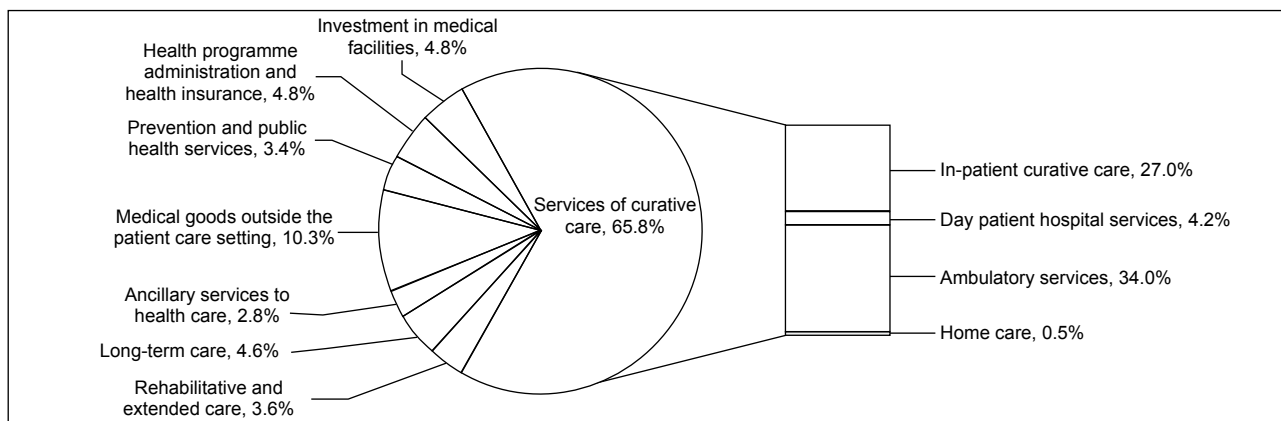 Investment in medical
facilities, 4.8%
Health programme
administration and
health insurance, 4.8%
Prevention and public
health services, 3.4%
Medical goods outside the
patient care setting, 10.3%
Ancillary services to
health care, 2.8%
Long-term care, 4.6%
Rehabilitative and
extended care, 3.6%
Services of curative
care, 65.8%
In-patient curative care, 27.0%
Day patient hospital services, 4.2%
Ambulatory services, 34.0%
Home care, 0.5%